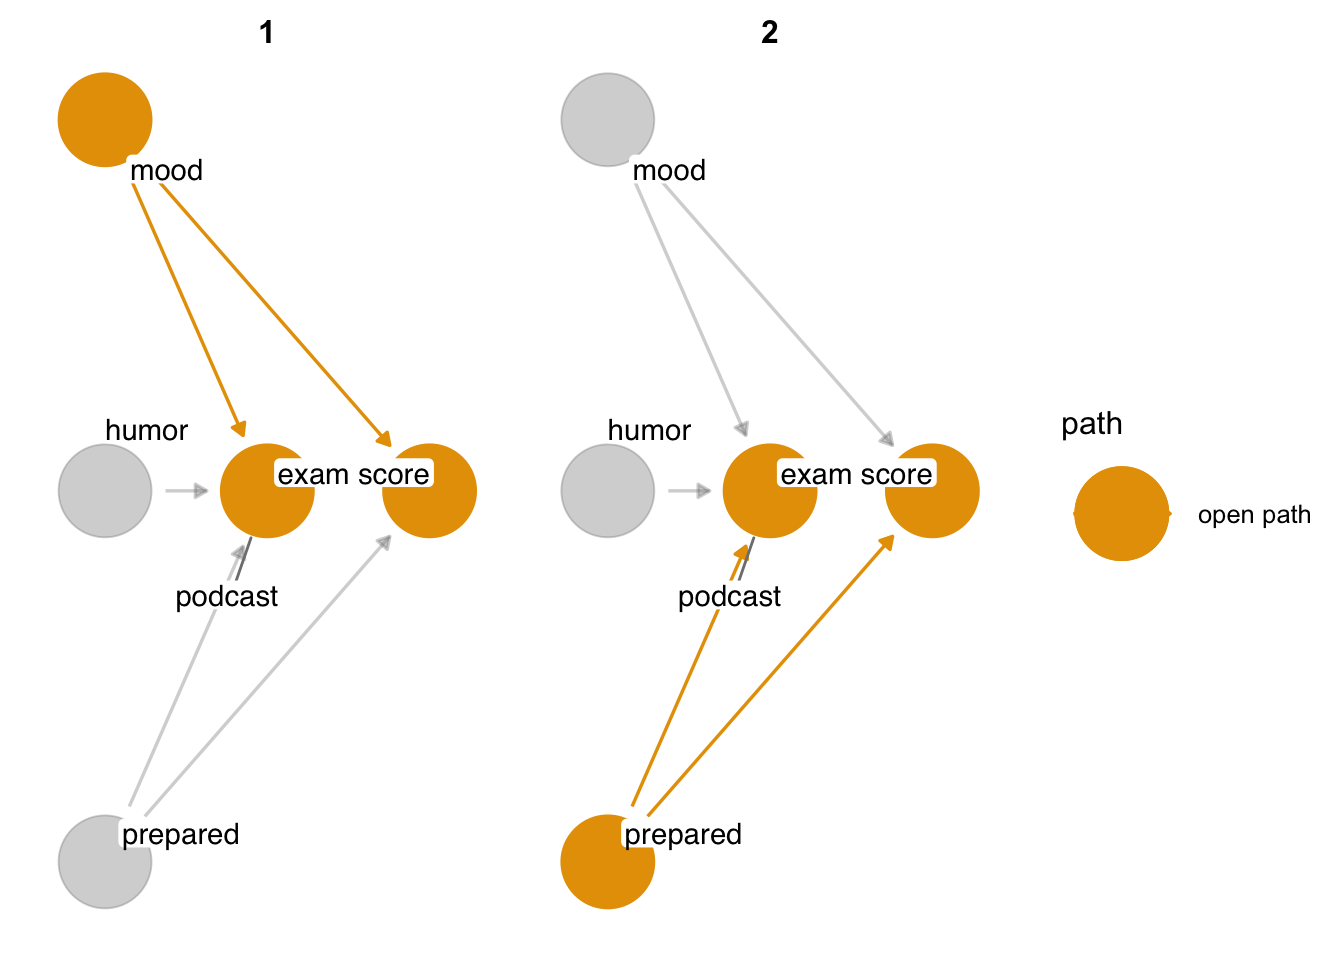 1
mood
humor
exam score
podcast
prepared
2
mood
humor
exam score
podcast
prepared
path
open path